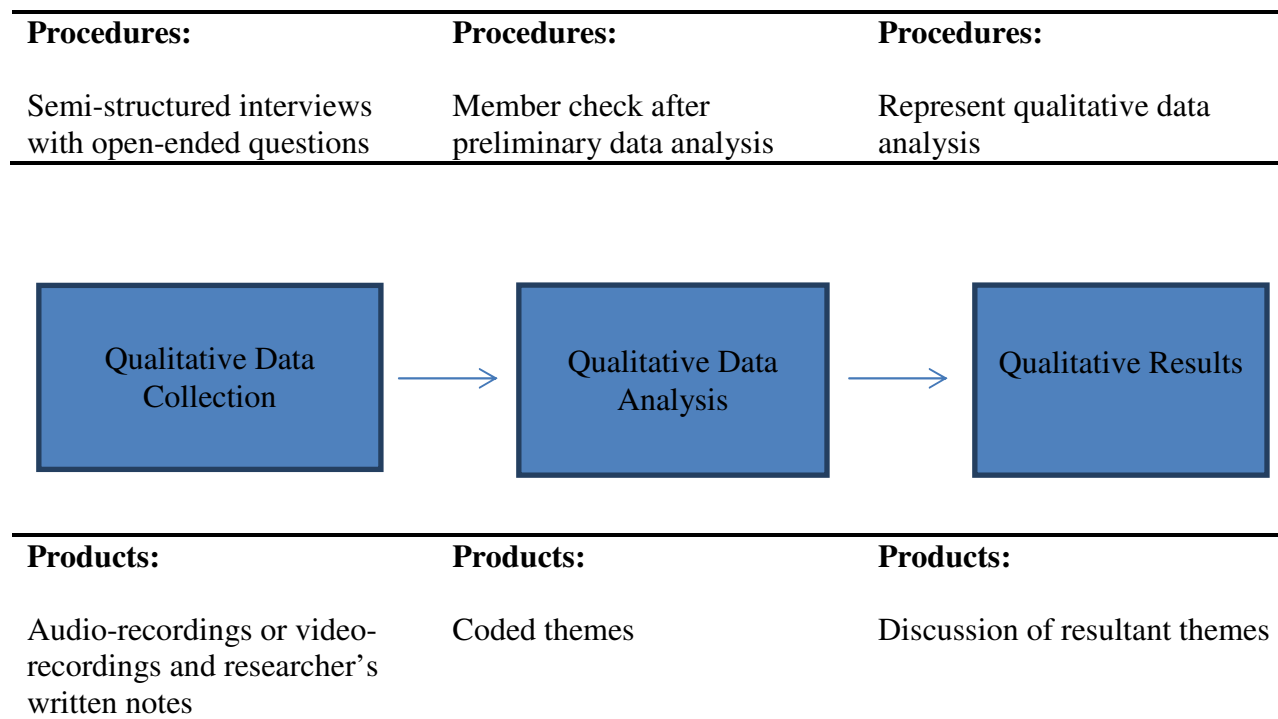 Procedures:
Procedures:
Procedures:
Semi-structured interviews
with open-ended questions
Member check after
preliminary data analysis
Represent qualitative data
analysis
Qualitative Data
Collection
Qualitative Data
Analysis
Qualitative Results
Products:
Products:
Products:
Audio-recordings or video-
recordings and researcher’s
written notes
Coded themes
Discussion of resultant themes